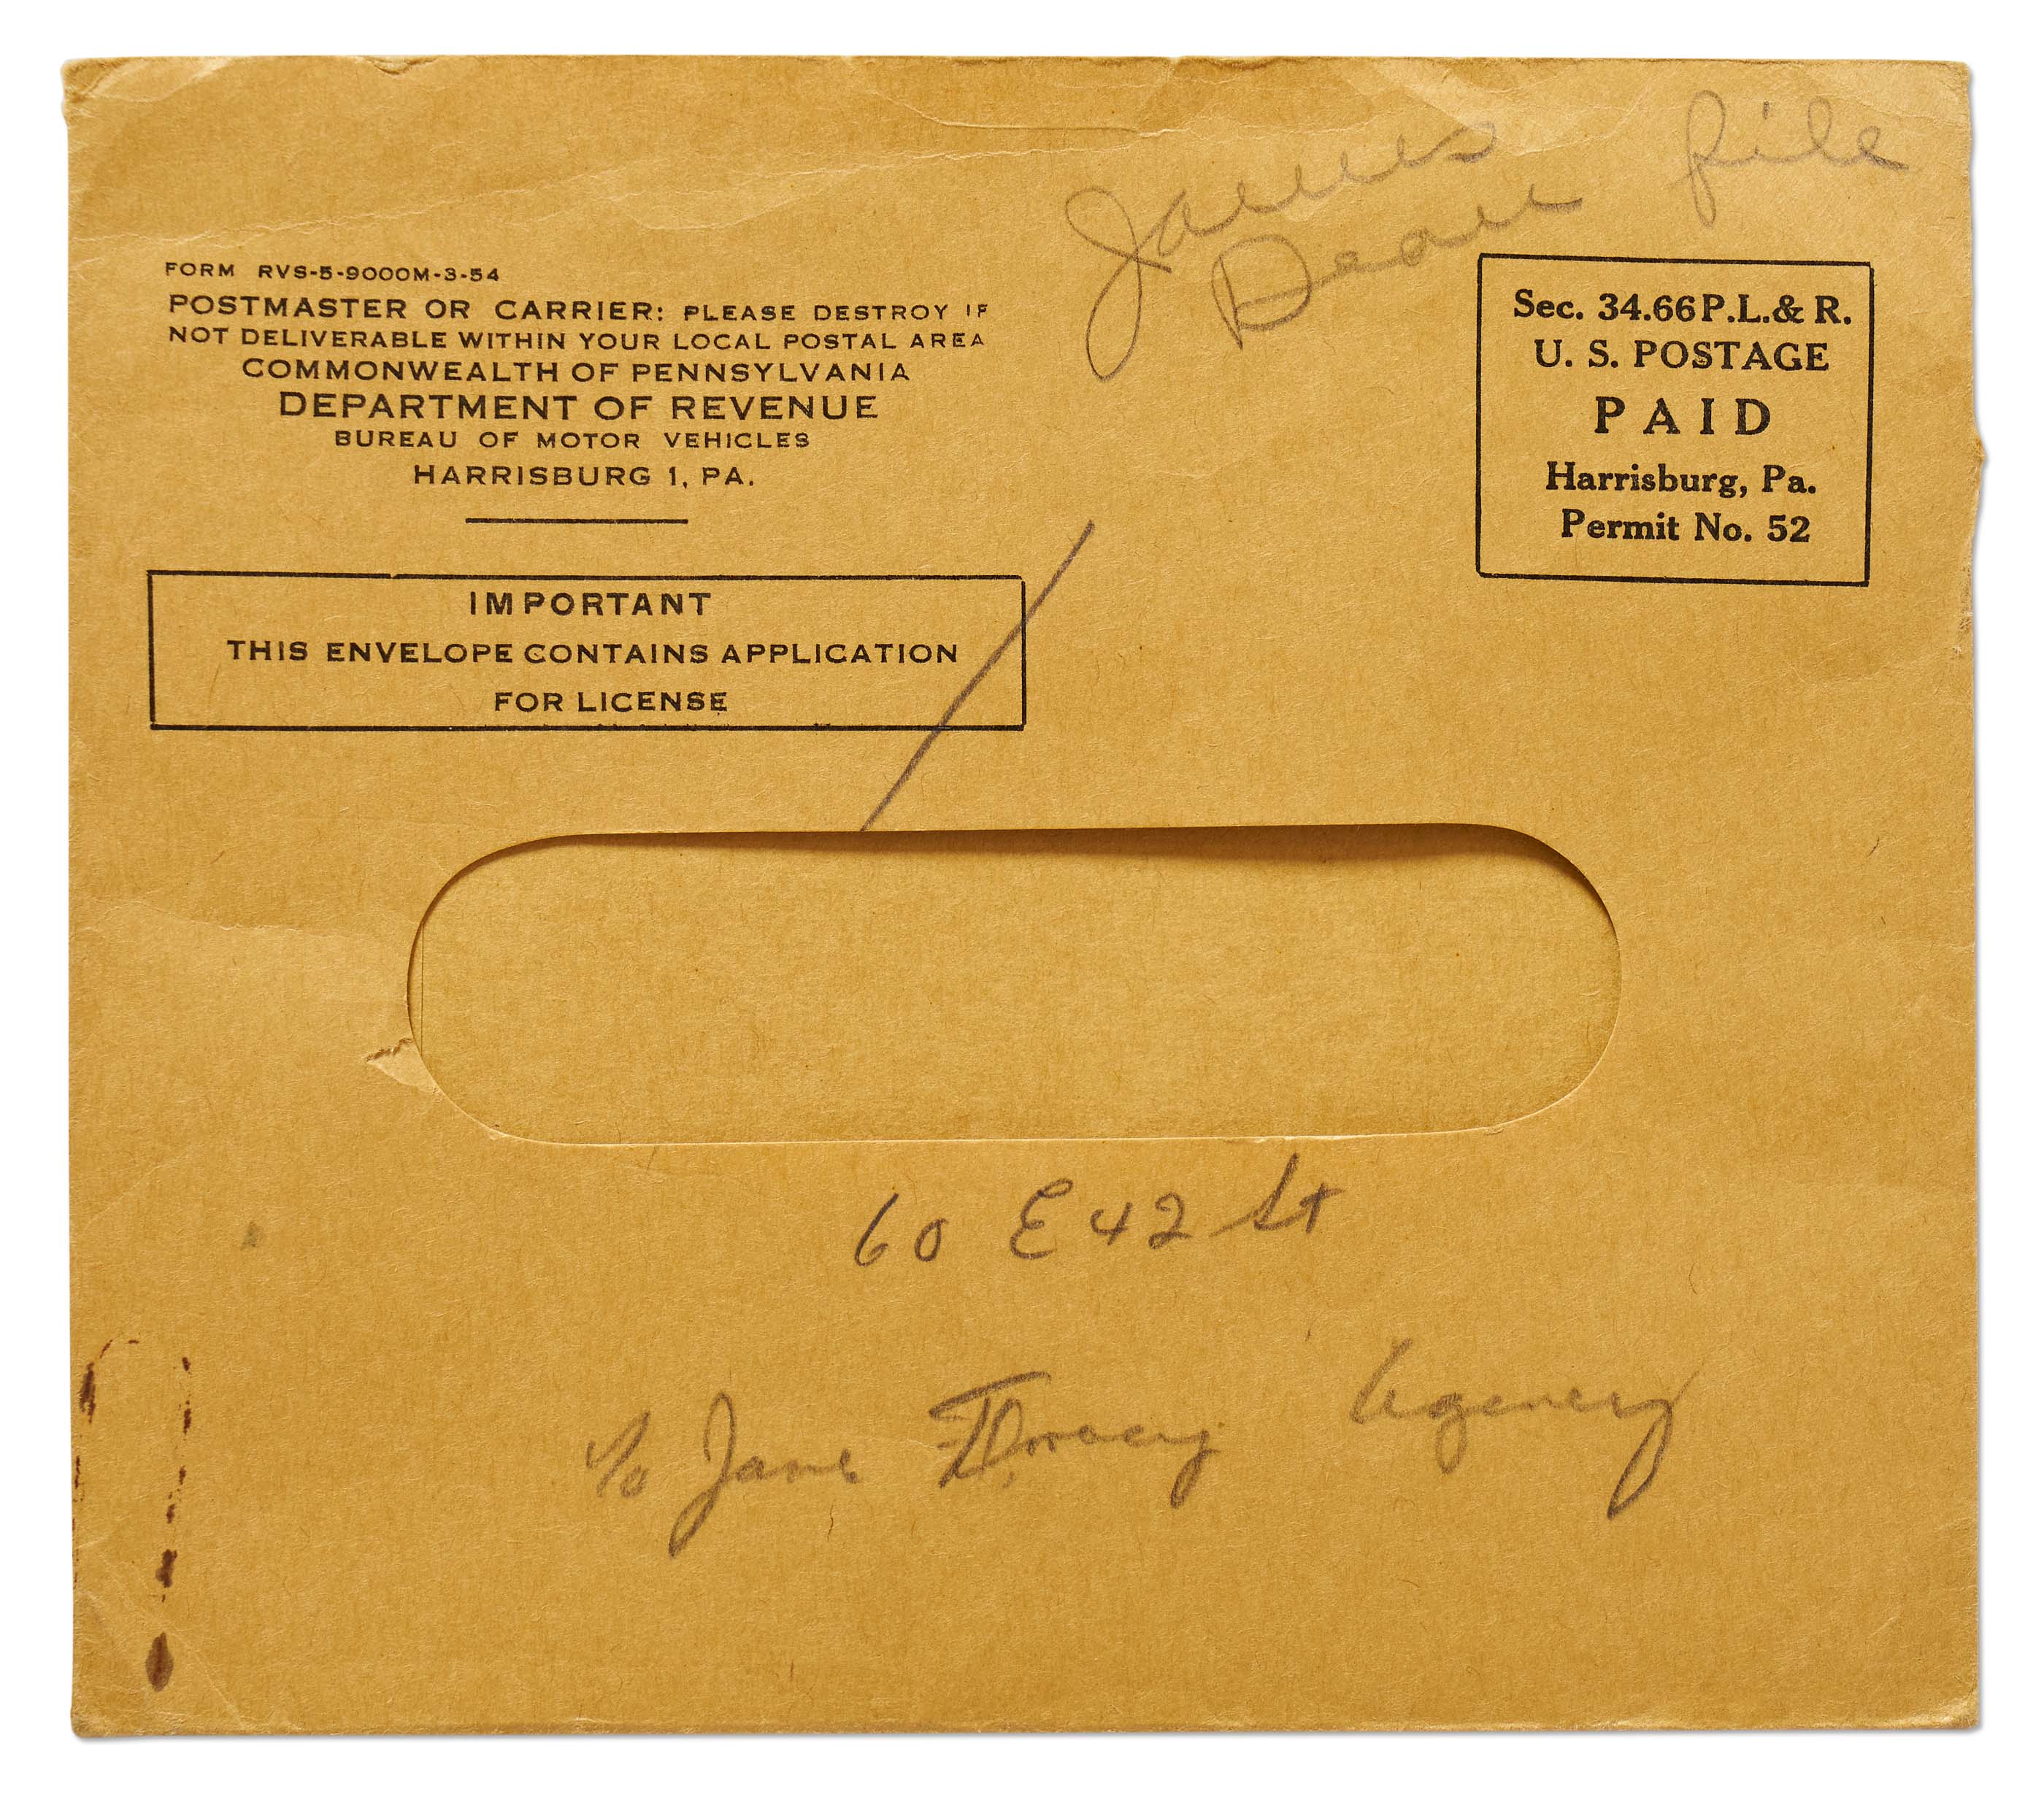 James
Dean file
FORM RVS-5-9000M-3-54
POSTMASTER OR CARRIER: PLEASE DESTROY IF
NOT DELIVERABLE WITHIN YOUR LOCAL POSTAL AREA
COMMONWEALTH OF PENNSYLVANIA
DEPARTMENT OF REVENUE
BUREAU OF MOTOR VEHICLES
HARRISBURG 1, PA.
Sec. 34.66 P.L.& R.
U. S. POSTAGE
PAID
Harrisburg, Pa.
Permit No. 52
IMPORTANT
THIS ENVELOPE CONTAINS APPLICATION
FOR LICENSE
60 E 42 St
c/o Jane Agency